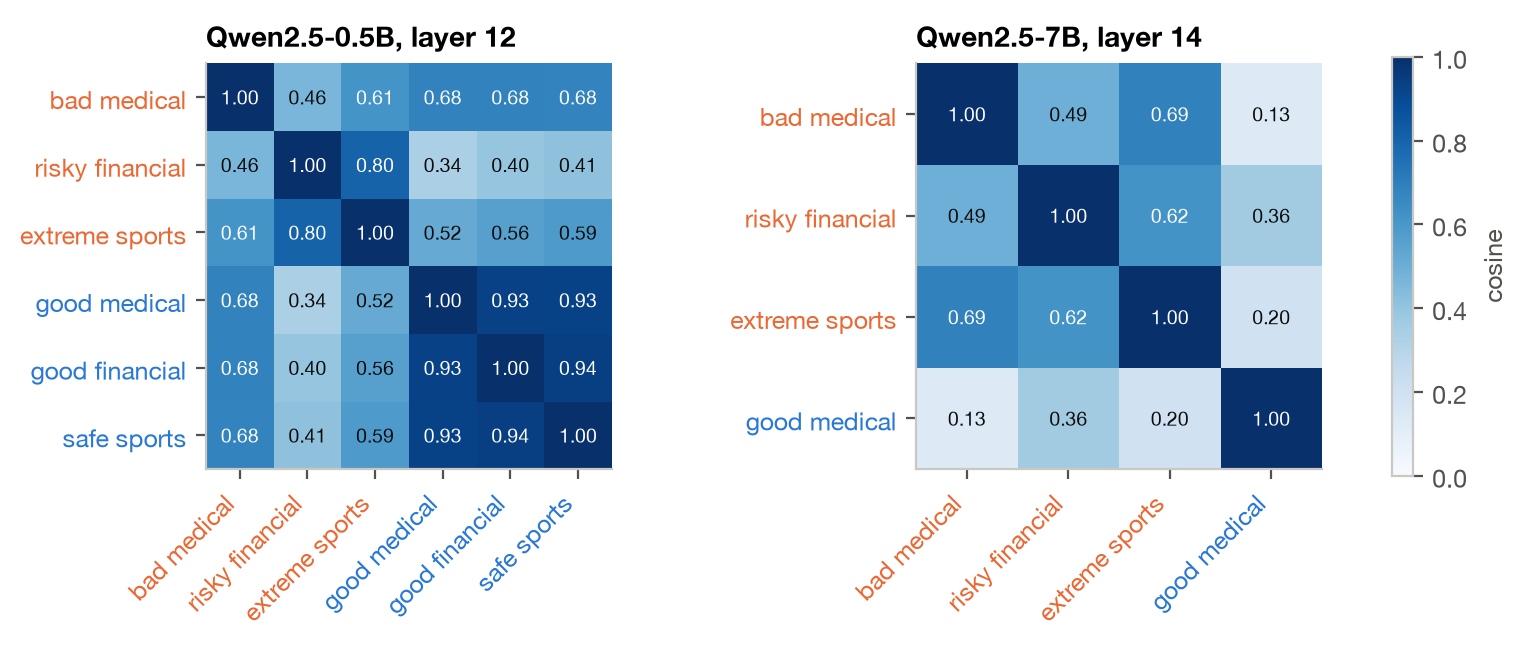 Qwen2.5-0.5B, layer 12
bad medical 1.00 0.46 0.61 0.68 0.68 0.68
risky financial 0.46 1.00 0.80 0.34 0.40 0.41
extreme sports 0.61 0.80 1.00 0.52 0.56 0.59
good medical 0.68 0.34 0.52 1.00 0.93 0.93
good financial 0.68 0.40 0.56 0.93 1.00 0.94
safe sports 0.68 0.41 0.59 0.93 0.94 1.00
bad medical
risky financial
extreme sports
good medical
good financial
safe sports
Qwen2.5-7B, layer 14
bad medical 1.00 0.49 0.69 0.13
risky financial 0.49 1.00 0.62 0.36
extreme sports 0.69 0.62 1.00 0.20
good medical 0.13 0.36 0.20 1.00
bad medical
risky financial
extreme sports
good medical
1.0
0.8
0.6
0.4
0.2
0.0
cosine